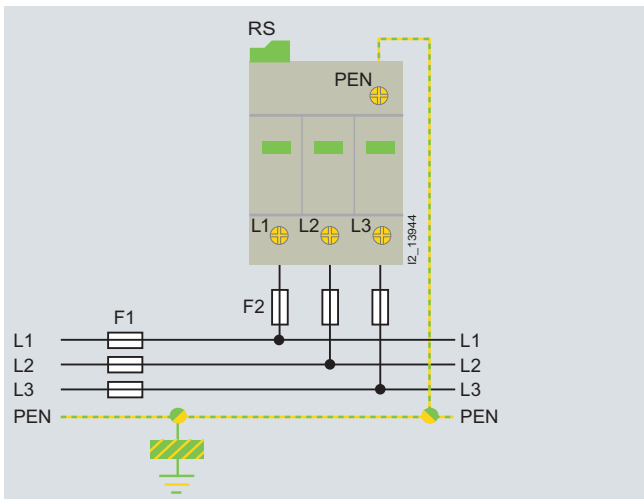 RS
PEN
L1 L2 L3
I2_13944
F2
F1
L1 L1
L2 L2
L3 L3
PEN PEN